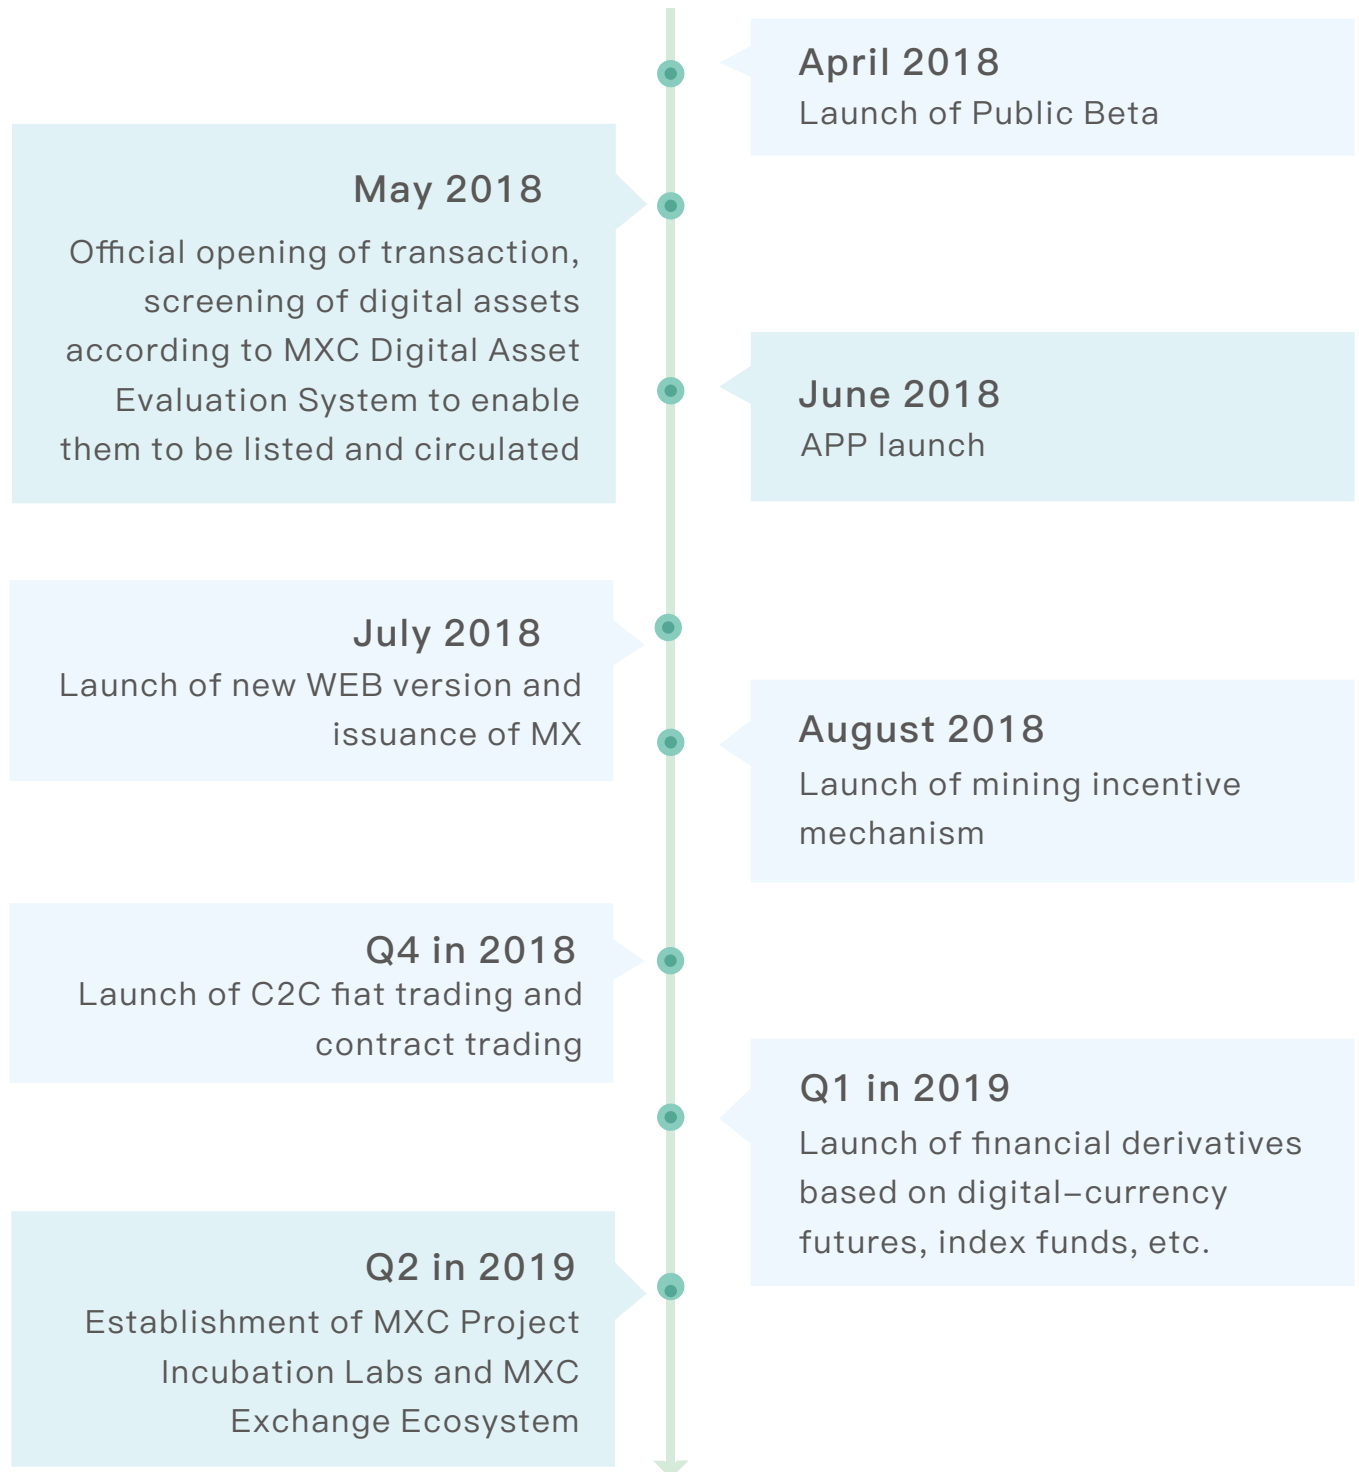 April 2018
Launch of Public Beta
May 2018
Official opening of transaction,
screening of digital assets
according to MXC Digital Asset
Evaluation System to enable
them to be listed and circulated
June 2018
APP launch
July 2018
Launch of new WEB version and
issuance of MX
August 2018
Launch of mining incentive
mechanism
Q4 in 2018
Launch of C2C fiat trading and
contract trading
Q1 in 2019
Launch of financial derivatives
based on digital–currency
futures, index funds, etc.
Q2 in 2019
Establishment of MXC Project
Incubation Labs and MXC
Exchange Ecosystem